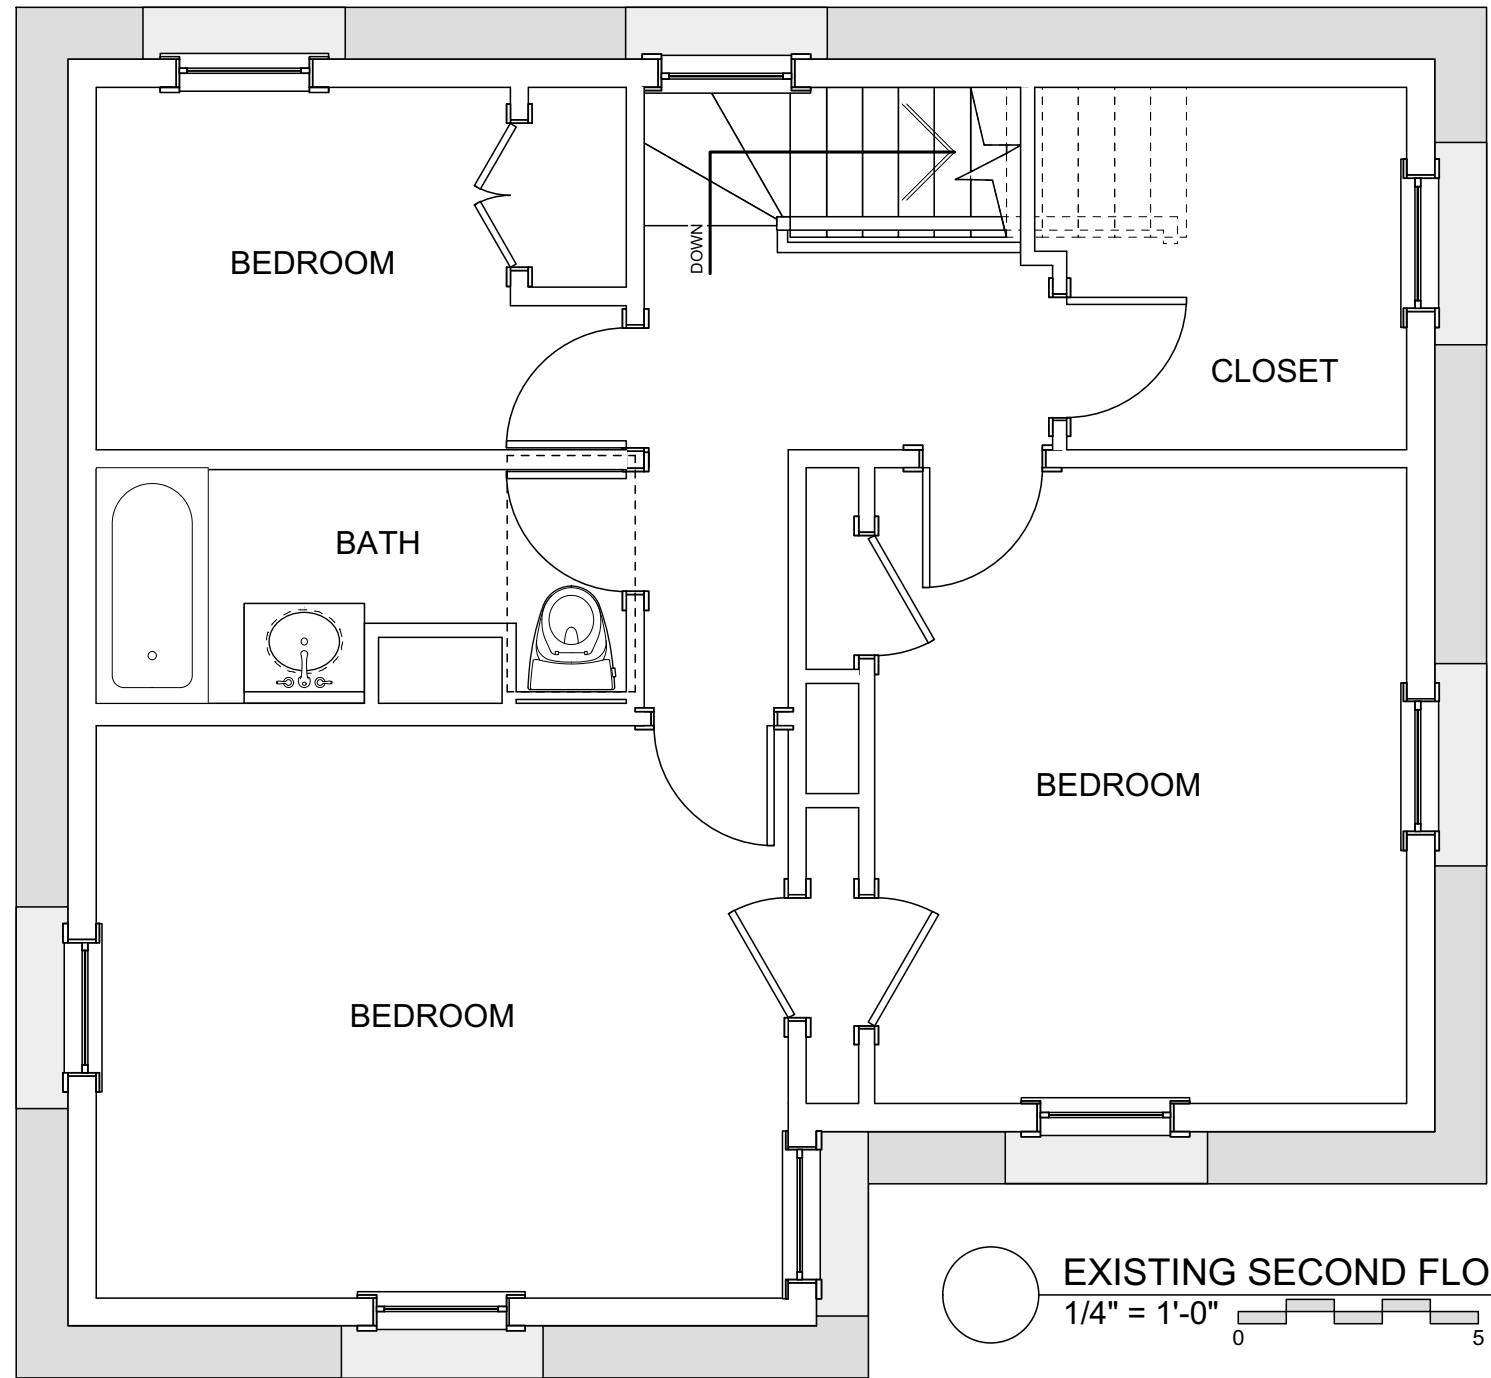 DOWN
BEDROOM
CLOSET
BATH
BEDROOM
BEDROOM
EXISTING SECOND FLO
1/4" = 1'-0"
0 5